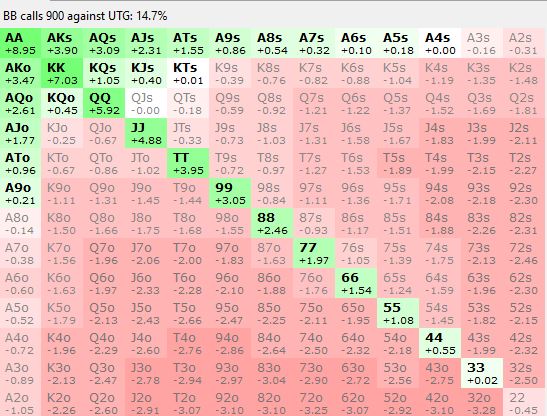 BB calls 900 against UTG: 14.7%
AA AKs AQs AJs ATs A9s A8s A7s A6s A5s A4s A3s A2s
+8.95 +3.90 +3.09 +2.31 +1.55 +0.86 +0.54 +0.32 +0.10 +0.18 +0.00 -0.16 -0.31
AKo KK KQs KJs KTs K9s K8s K7s K6s K5s K4s K3s K2s
+3.47 +7.03 +1.05 +0.40 +0.01 -0.39 -0.76 -0.82 -0.88 -1.04 -1.19 -1.35 -1.48
AQo KQo QQ QJs QTs Q9s Q8s Q7s Q6s Q5s Q4s Q3s Q2s
+2.61 +0.45 +5.92 -0.00 -0.18 -0.59 -0.92 -1.21 -1.22 -1.37 -1.52 -1.69 -1.81
AJo KJo QJo JJ JTs J9s J8s J7s J6s J5s J4s J3s J2s
+1.77 -0.25 -0.67 +4.88 -0.33 -0.73 -1.03 -1.31 -1.58 -1.67 -1.83 -1.99 -2.11
ATo KTo QTo JTo TT T9s T8s T7s T6s T5s T4s T3s T2s
+0.96 -0.67 -0.86 -1.02 +3.95 -0.72 -0.97 -1.27 -1.53 -1.89 -1.99 -2.15 -2.27
A9o K9o Q9o J9o T9o 99 98s 97s 96s 95s 94s 93s 92s
+0.21 -1.11 -1.31 -1.45 -1.44 +3.05 -0.84 -1.11 -1.36 -1.71 -2.05 -2.18 -2.30
A8o K8o Q8o J8o T8o 98o 88 87s 86s 85s 84s 83s 82s
-0.14 -1.50 -1.66 -1.79 -1.68 -1.55 +2.46 -0.93 -1.17 -1.51 -1.88 -2.26 -2.31
A7o K7o Q7o J7o T7o 97o 87o 77 76s 75s 74s 73s 72s
-0.38 -1.56 -1.96 -2.06 -2.00 -1.83 -1.63 +1.97 -1.05 -1.39 -1.75 -2.13 -2.46
A6o K6o Q6o J6o T6o 96o 86o 76o 66 65s 64s 63s 62s
-0.60 -1.63 -1.97 -2.33 -2.28 -2.10 -1.88 -1.76 +1.54 -1.24 -1.59 -1.96 -2.30
A5o K5o Q5o J5o T5o 95o 85o 75o 65o 55 54s 53s 52s
-0.52 -1.79 -2.13 -2.43 -2.66 -2.47 -2.25 -2.11 -1.95 +1.08 -1.45 -1.82 -2.15
A4o K4o Q4o J4o T4o 94o 84o 74o 64o 54o 44 43s 42s
-0.72 -1.96 -2.29 -2.60 -2.76 -2.86 -2.64 -2.50 -2.32 -2.18 +0.55 -1.99 -2.32
A3o K3o Q3o J3o T3o 93o 83o 73o 63o 53o 43o 33 32s
-0.89 -2.13 -2.47 -2.78 -2.94 -2.97 -3.04 -2.90 -2.72 -2.56 -2.75 +0.02 -2.50
A2o K2o Q2o J2o T2o 92o 82o 72o 62o 52o 42o 32o 22
-1.05 -2.26 -2.60 -2.91 -3.07 -3.10 -3.10 -3.25 -3.07 -2.92 -3.10 -3.28 -0.45